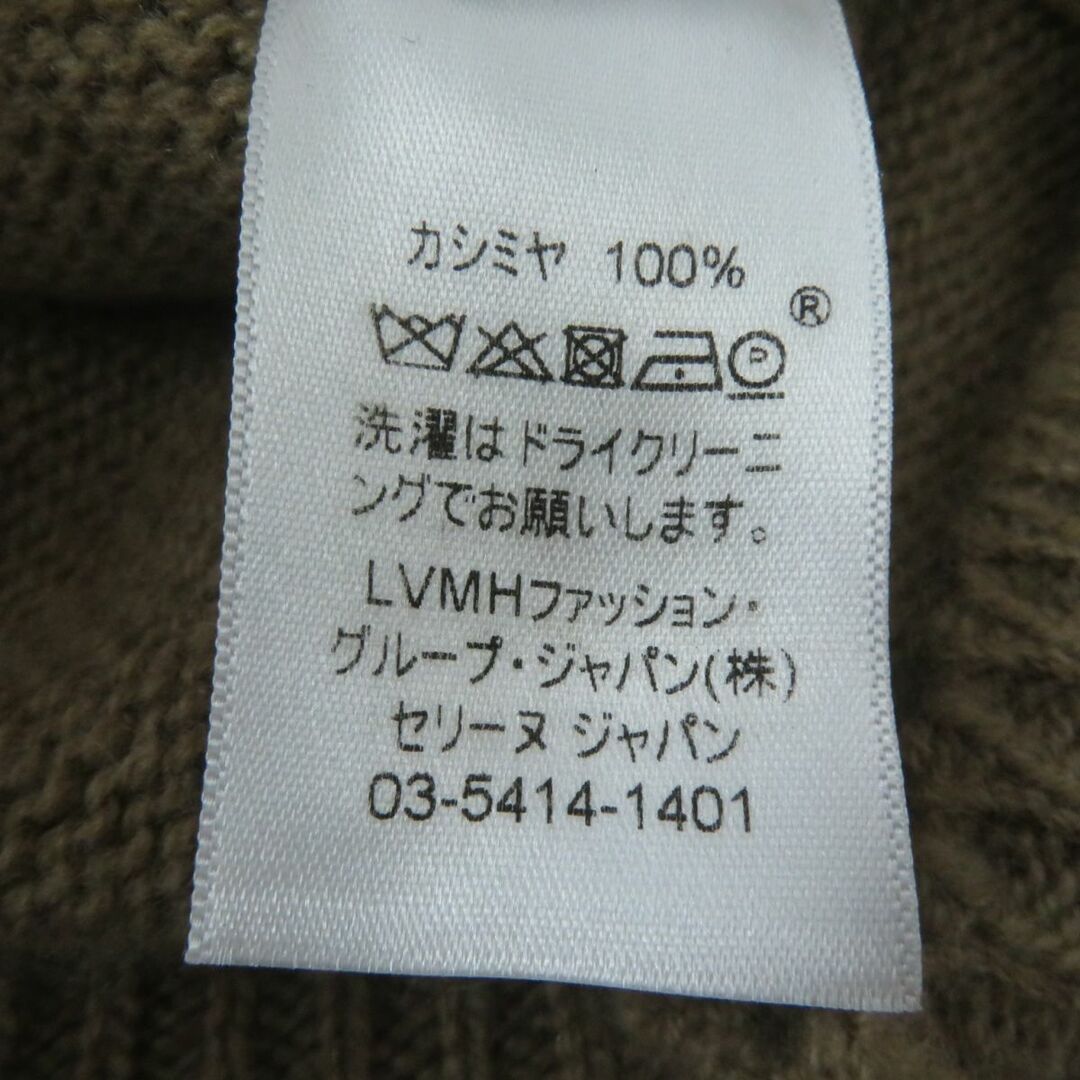 カシミヤ 100%
®
P
洗濯はドライクリーニ
ングでお願いします。
LVMHファッション・
グループ・ジャパン(株)
セリーヌ ジャパン
03-5414-1401